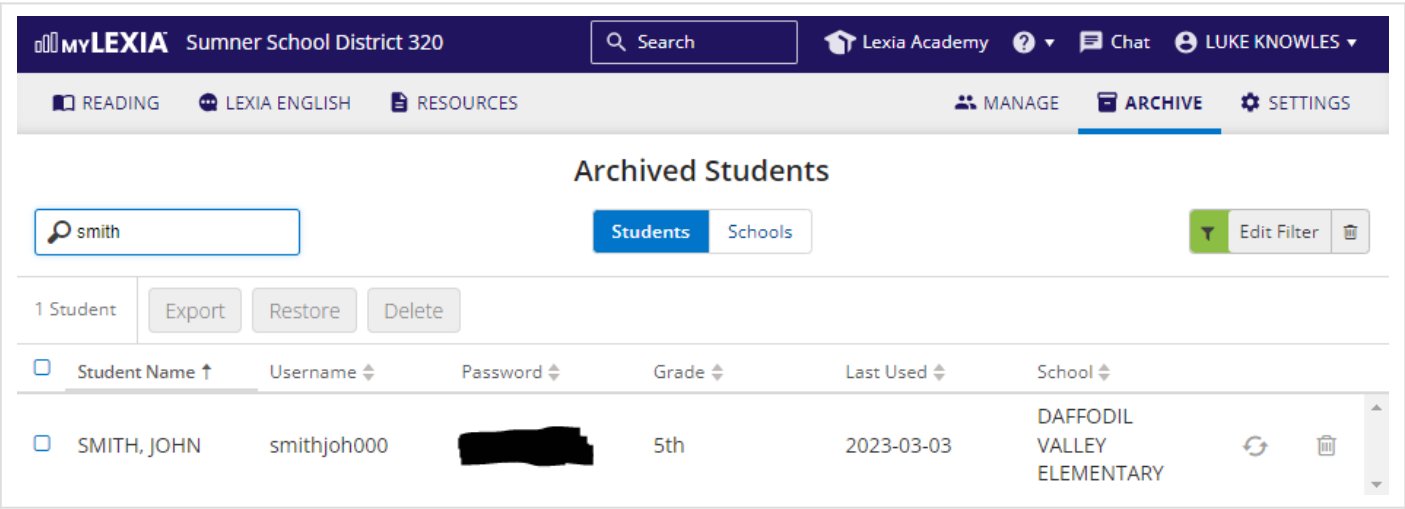 myLEXIA Sumner School District 320 Search Lexia Academy ? Chat LUKE KNOWLES
READING LEXIA ENGLISH RESOURCES MANAGE ARCHIVE SETTINGS
Archived Students
smith Students Schools Edit Filter
1 Student Export Restore Delete
Student Name Username Password Grade Last Used School
SMITH, JOHN smithjoh000 5th 2023-03-03 DAFFODIL
VALLEY
ELEMENTARY